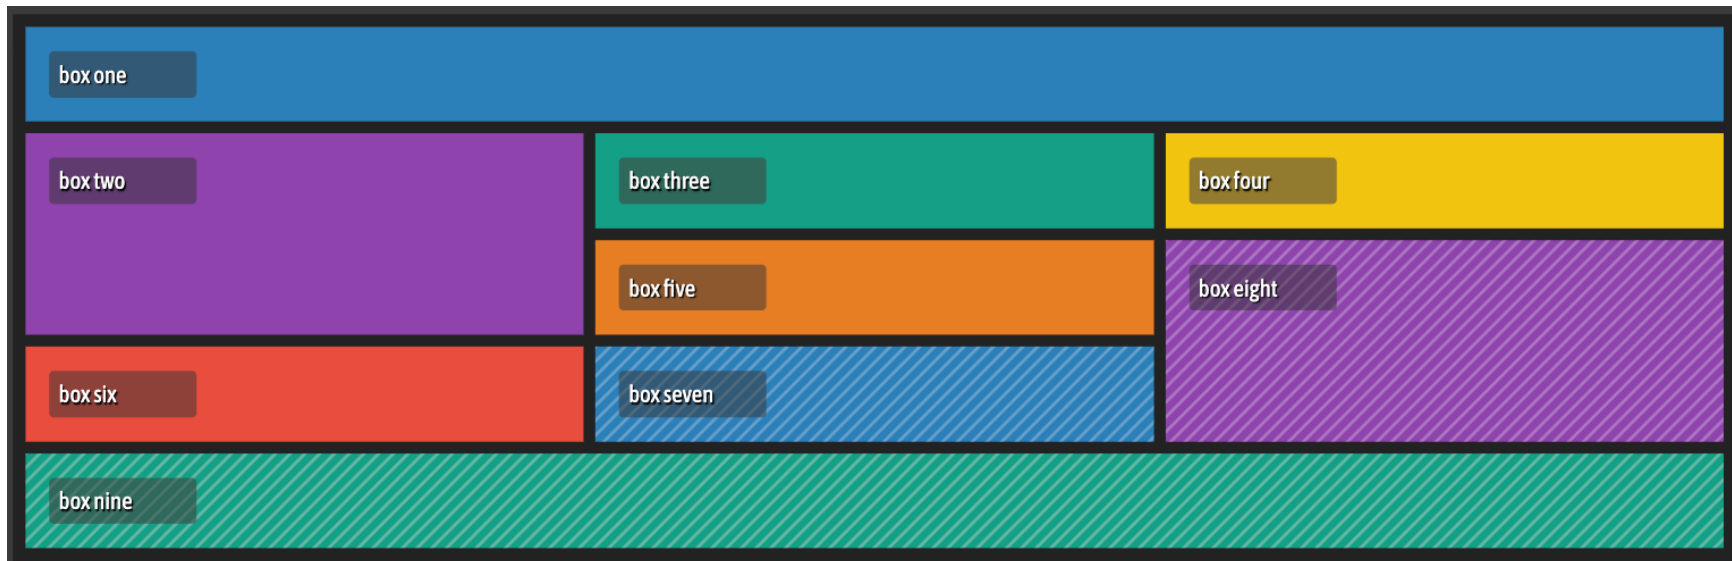 box one
box two
box three
box four
box five
box eight
box six
box seven
box nine